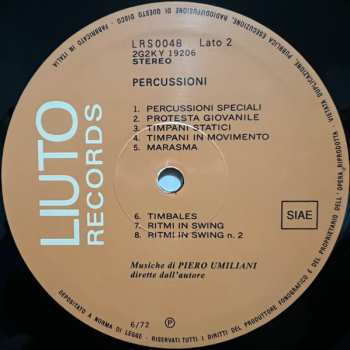 LRS0048 Lato 2
2G2KY 19206
STEREO
PERCUSSIONI
1. PERCUSSIONI SPECIALI
2. PROTESTA GIOVANILE
3. TIMPANI STATICI
4. TIMPANI IN MOVIMENTO
5. MARASMA
LIUTO
RECORDS
SIAE
6. TIMBALES
7. RITMI IN SWING
8. RITMI IN SWING n. 2
Musiche di PIERO UMILIANI
dirette dall'autore
6/72 Ⓟ
FABBRICATO IN ITALIA
VIETATA DUPLICAZIONE, PUBBLICA ESECUZIONE, RADIODIFFUSIONE DI QUESTO DISCO
DEPOSITATO A NORMA DI LEGGE - RISERVATI TUTTI I DIRITTI DEL PRODUTTORE FONOGRAFICO E DEL PROPRIETARIO DELL'OPERA RIPRODOTTA